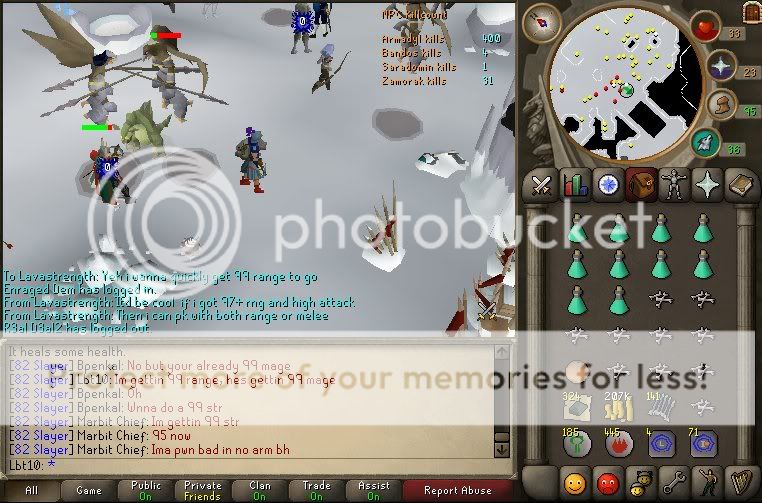 NPC killcount
Armadyl kills 400
Bandos kills 4
Saradomin kills 1
Zamorak kills 31
33
23
95
36
0
0
photobucket
To Lavastrength: Yeh i wanna quickly get 99 range to go
Enraged Dem has logged in.
From Lavastrength: Itd be cool if i got 97+ rng and high attack
From Lavastrength: Then i can pk with both range or melee
R3al D3al2 has logged out.
It heals some health.
[82 Slayer] Bpenkal: No but your already 99 mage
[82 Slayer] Lbt10: Im gettin 99 range, hes gettin 99 mage
[82 Slayer] Bpenkal: Oh
[82 Slayer] Bpenkal: Wnna do a 99 str
[82 Slayer] Marbit Chief: Im gettin 99 str
[82 Slayer] Marbit Chief: 95 now
[82 Slayer] Marbit Chief: Ima pwn bad in no arm bh
Lbt10: *
more of your memories for less!
324 207K 141
185 445 4 71
All Game Public On Private Friends Clan On Trade On Assist On Report Abuse